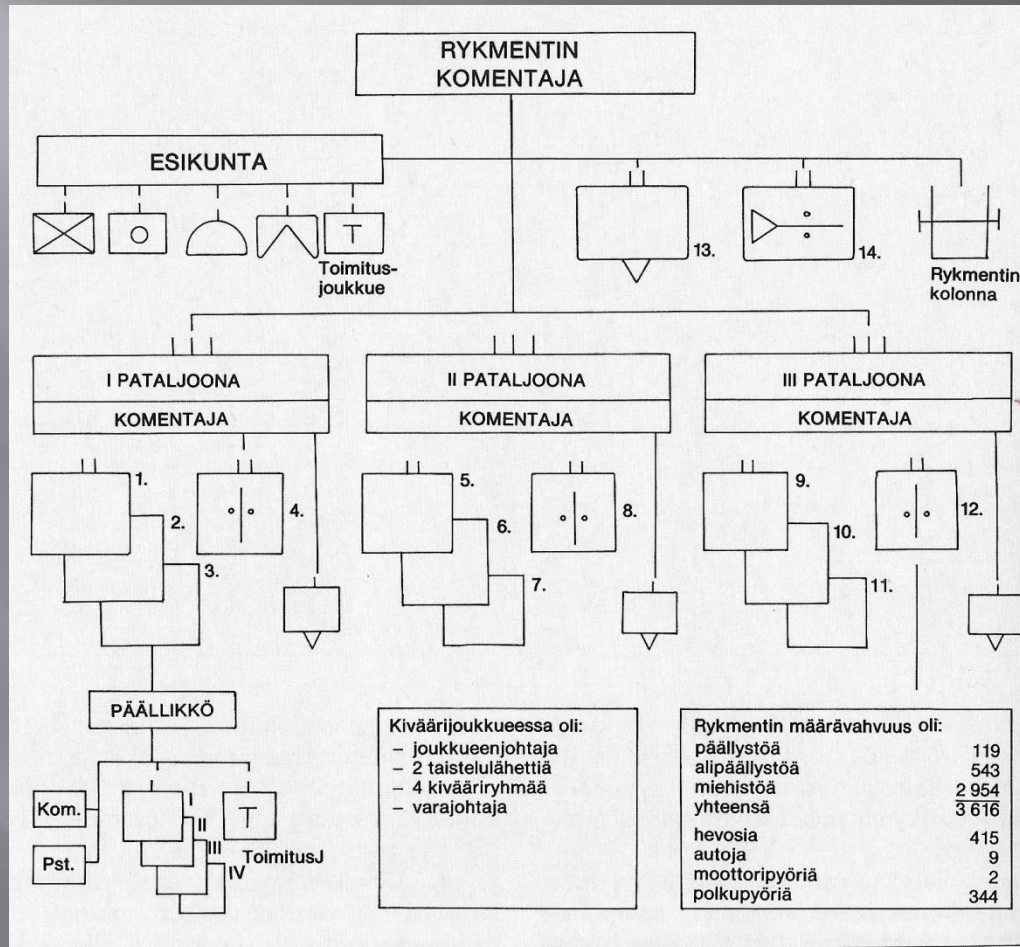 RYKMENTIN
KOMENTAJA
ESIKUNTA
T
Toimitus-
joukkue
13.
14.
Rykmentin
kolonna
I PATALJOONA
KOMENTAJA
II PATALJOONA
KOMENTAJA
III PATALJOONA
KOMENTAJA
1.
2.
3.
4.
5.
6.
7.
8.
9.
10.
11.
12.
PÄÄLLIKKÖ
Kom.
Pst.
I
II
III
IV
T
ToimitusJ
Kiväärijoukkueessa oli:
– joukkueenjohtaja
– 2 taistelulähettiä
– 4 kivääriryhmää
– varajohtaja
Rykmentin määrävahvuus oli:
päällystöä 119
alipäällystöä 543
miehistöä 2 954
yhteensä 3 616
hevosia 415
autoja 9
moottoripyöriä 2
polkupyöriä 344